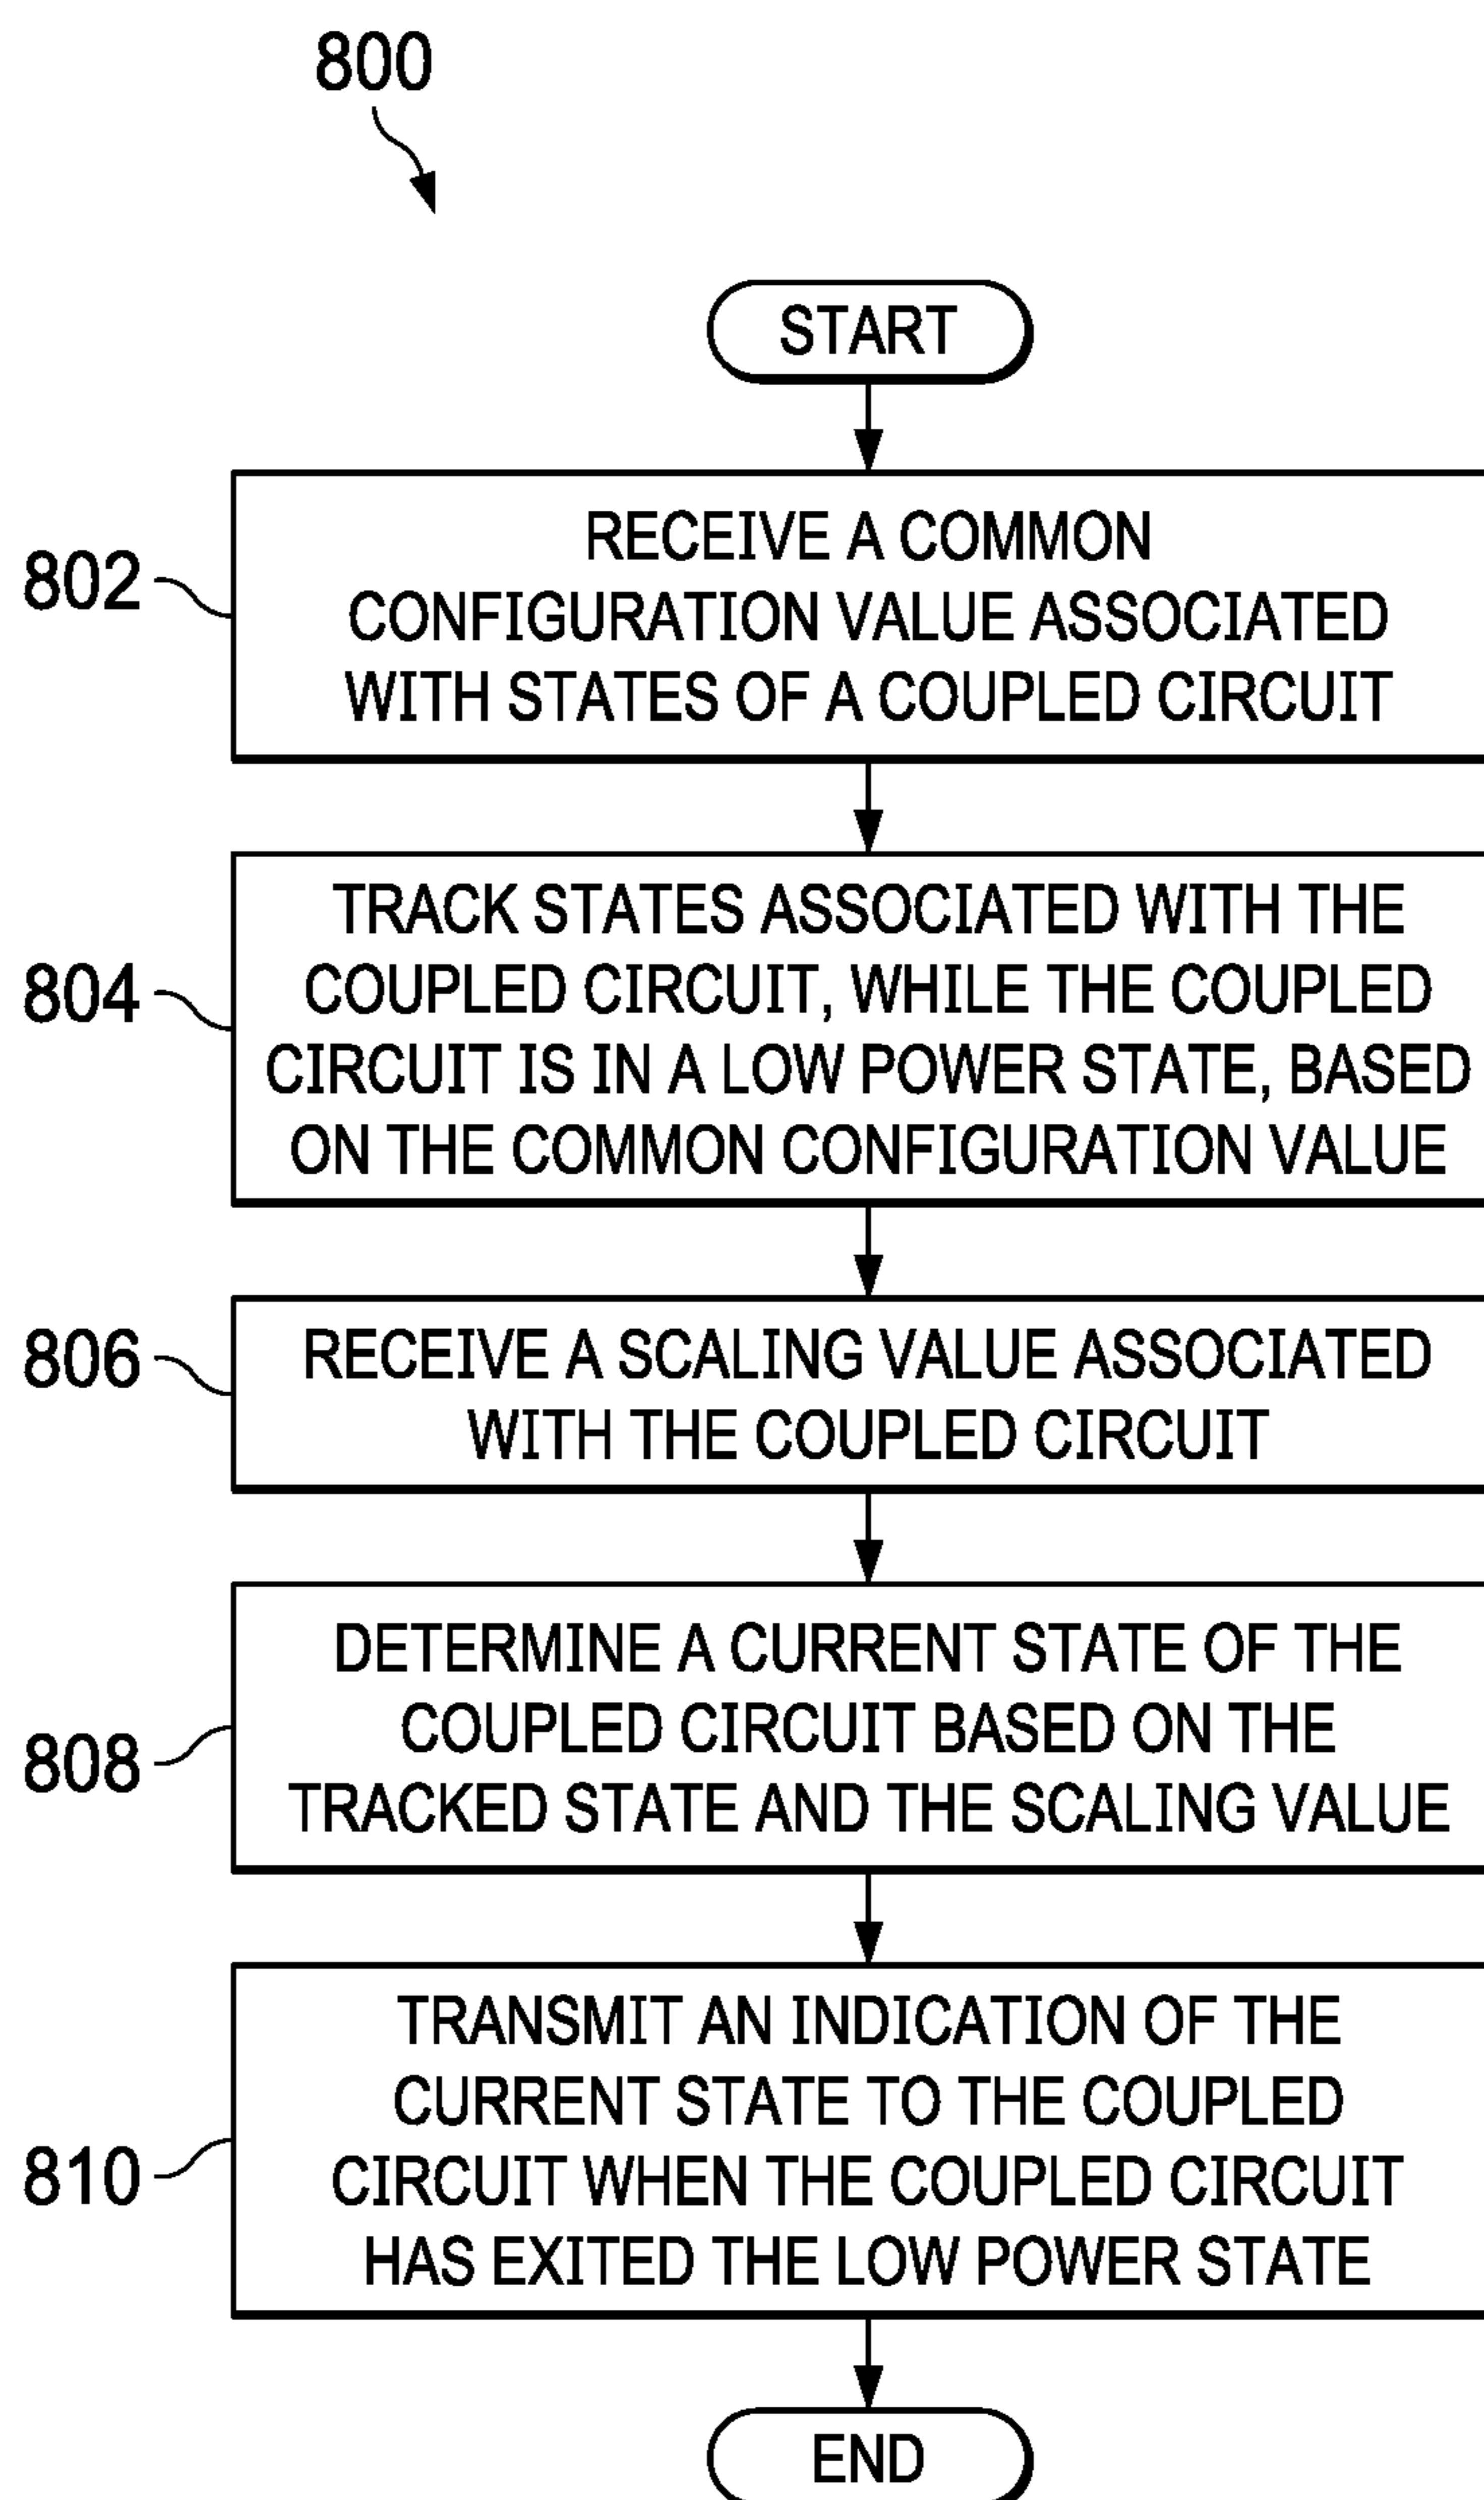 800
START
802
RECEIVE A COMMON
CONFIGURATION VALUE ASSOCIATED
WITH STATES OF A COUPLED CIRCUIT
804
TRACK STATES ASSOCIATED WITH THE
COUPLED CIRCUIT, WHILE THE COUPLED
CIRCUIT IS IN A LOW POWER STATE, BASED
ON THE COMMON CONFIGURATION VALUE
806
RECEIVE A SCALING VALUE ASSOCIATED
WITH THE COUPLED CIRCUIT
808
DETERMINE A CURRENT STATE OF THE
COUPLED CIRCUIT BASED ON THE
TRACKED STATE AND THE SCALING VALUE
810
TRANSMIT AN INDICATION OF THE
CURRENT STATE TO THE COUPLED
CIRCUIT WHEN THE COUPLED CIRCUIT
HAS EXITED THE LOW POWER STATE
END